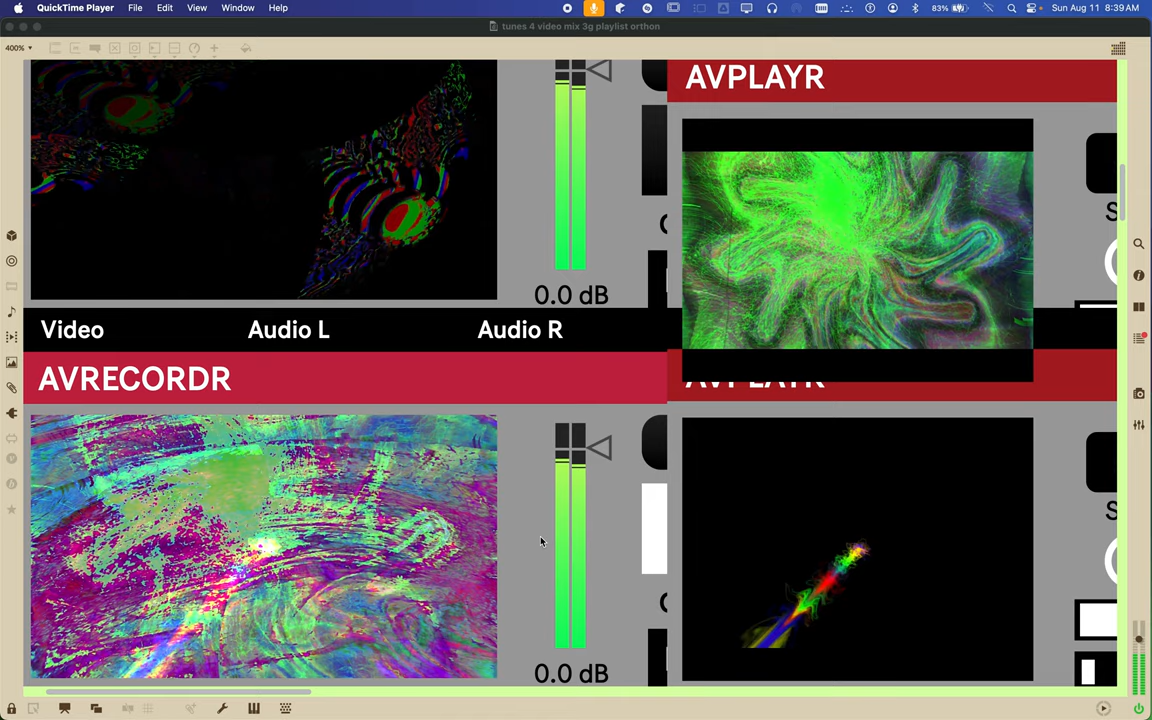 QuickTime Player File Edit View Window Help 83% Sun Aug 11 8:39 AM
tunes 4 video mix 3g playlist orthon
400%
AVPLAYR
0.0 dB
Video Audio L Audio R
AVRECORDR
AVPLAYR
0.0 dB